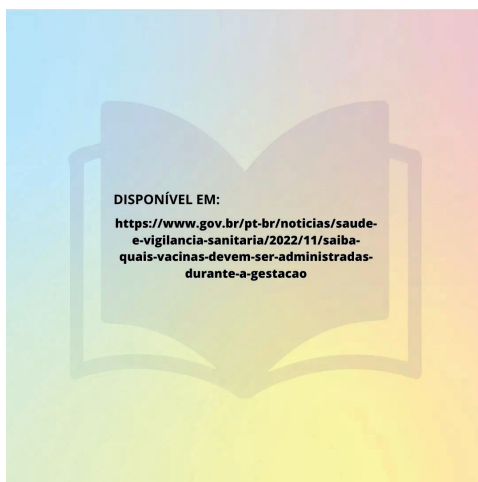 DISPONÍVEL EM:
https://www.gov.br/pt-br/noticias/saude-
e-vigilancia-sanitaria/2022/11/saiba-
quais-vacinas-devem-ser-administradas-
durante-a-gestacao